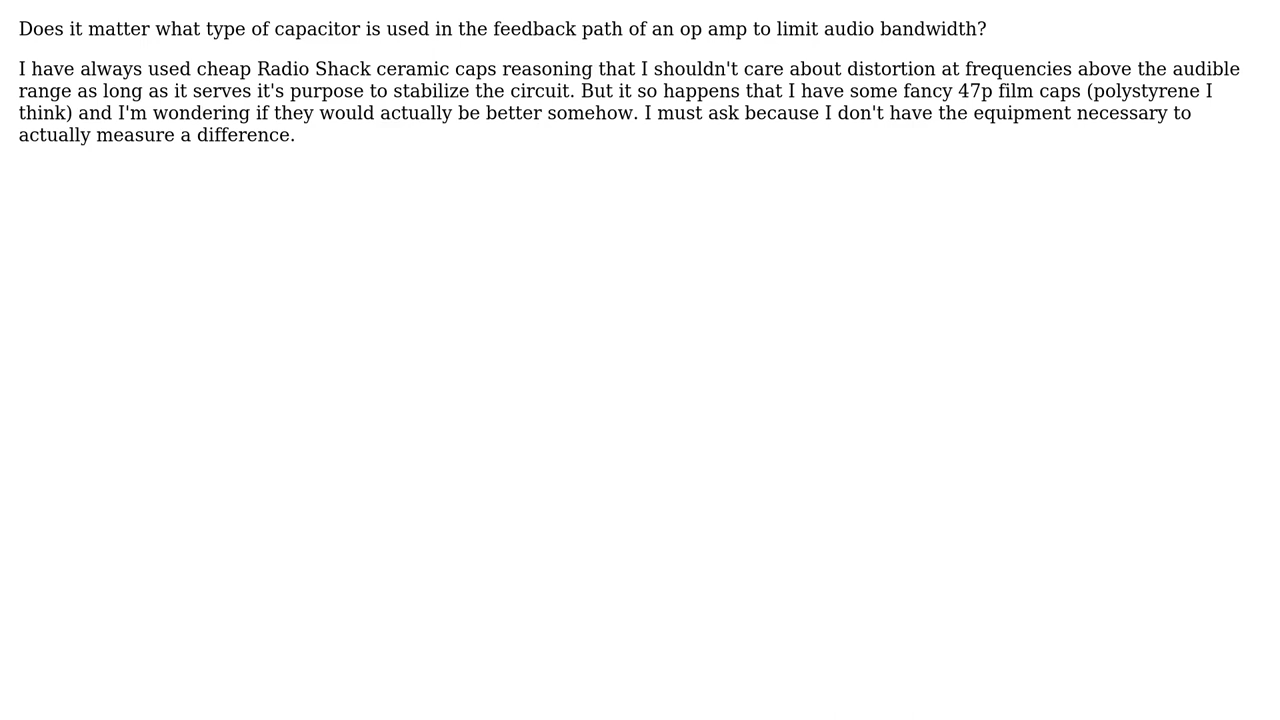 Does it matter what type of capacitor is used in the feedback path of an op amp to limit audio bandwidth?
I have always used cheap Radio Shack ceramic caps reasoning that I shouldn't care about distortion at frequencies above the audible
range as long as it serves it's purpose to stabilize the circuit. But it so happens that I have some fancy 47p film caps (polystyrene I
think) and I'm wondering if they would actually be better somehow. I must ask because I don't have the equipment necessary to
actually measure a difference.